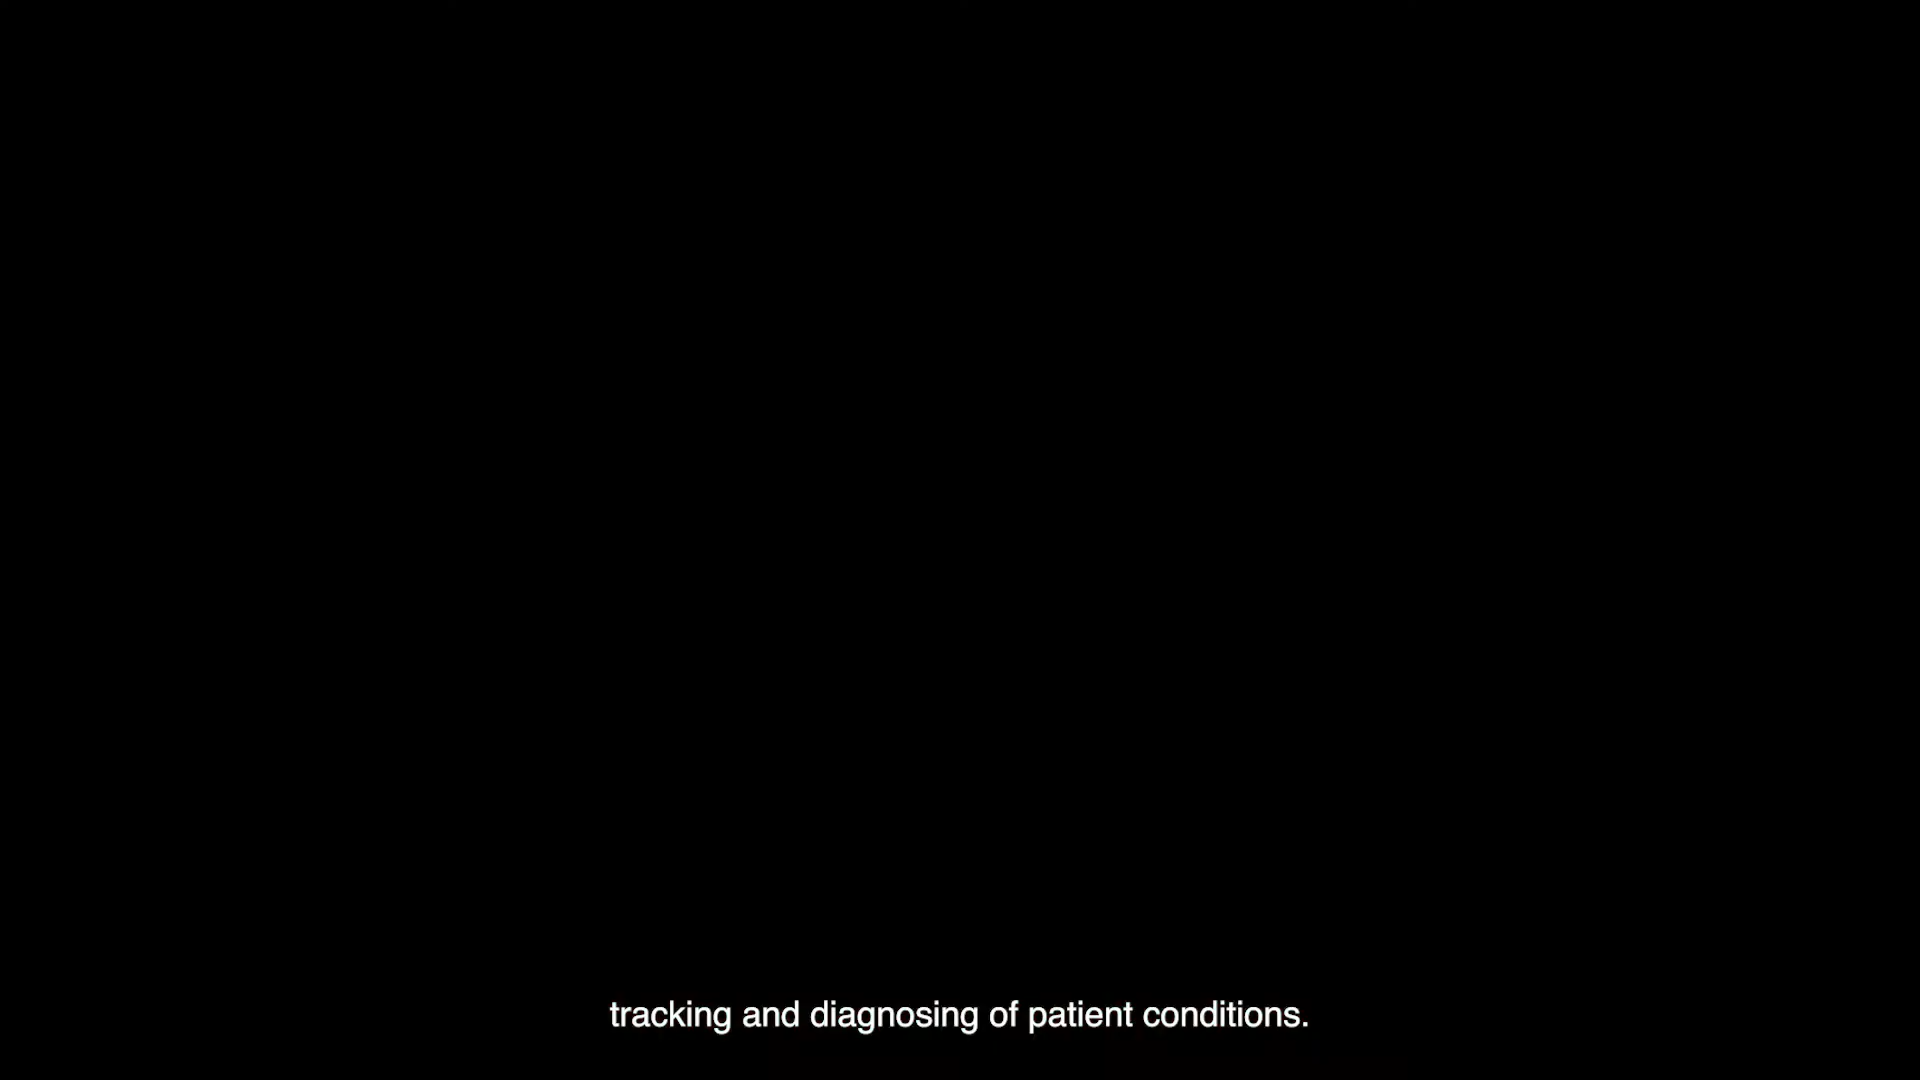 tracking and diagnosing of patient conditions.